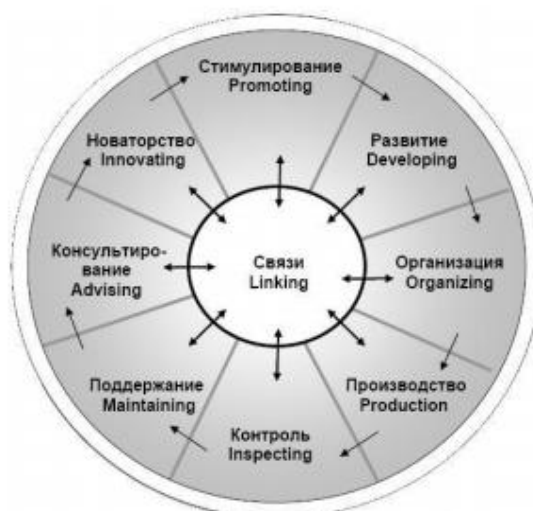 Стимулирование
Promoting
Новаторство
Innovating
Развитие
Developing
Консультиро-
вание
Advising
Связи
Linking
Организация
Organizing
Поддержание
Maintaining
Производство
Production
Контроль
Inspecting